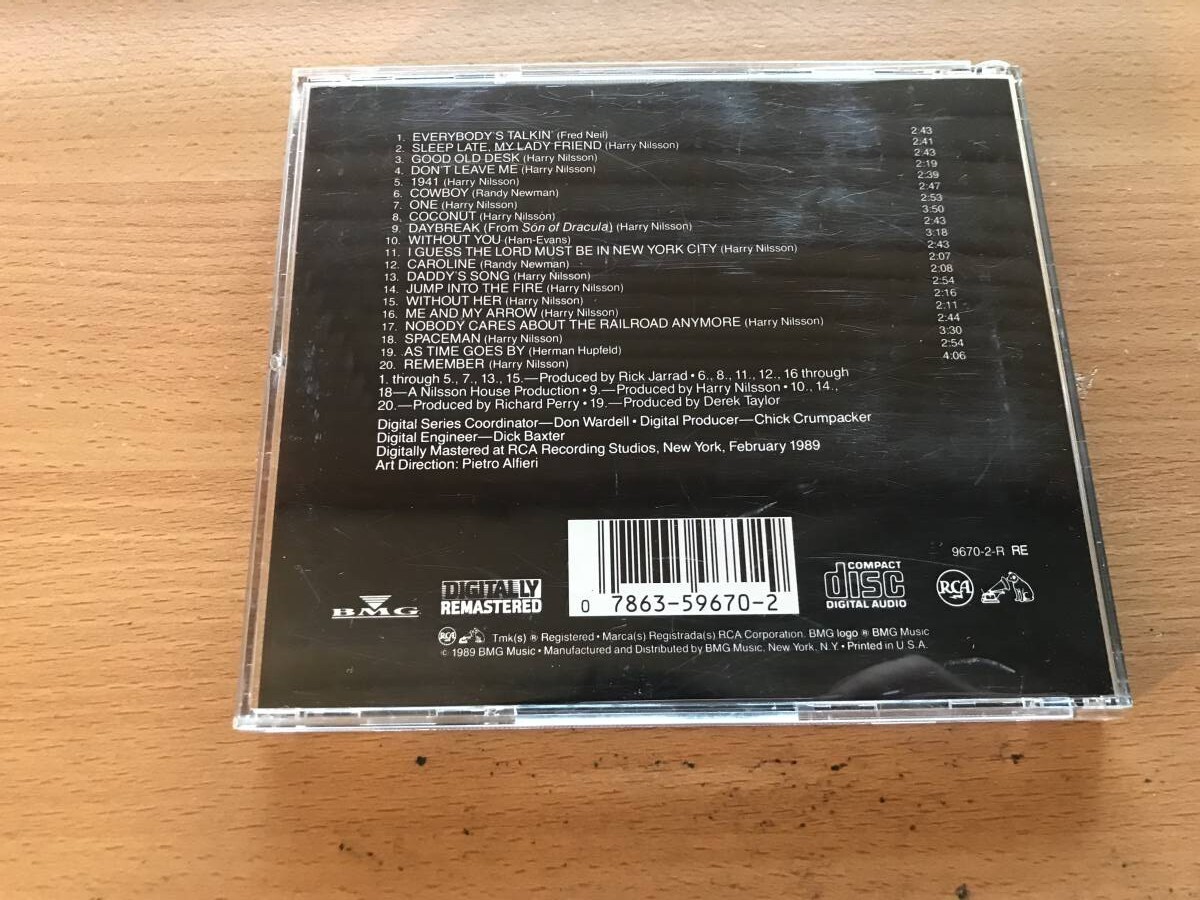 1. EVERYBODY'S TALKIN' (Fred Neil) 2:43
2. SLEEP LATE, MY LADY FRIEND (Harry Nilsson) 2:41
3. GOOD OLD DESK (Harry Nilsson) 2:43
4. DON'T LEAVE ME (Harry Nilsson) 2:19
5. 1941 (Harry Nilsson) 2:39
6. COWBOY (Randy Newman) 2:47
7. ONE (Harry Nilsson) 2:53
8. COCONUT (Harry Nilsson) 3:50
9. DAYBREAK (From Son of Dracula) (Harry Nilsson) 2:43
10. WITHOUT YOU (Ham-Evans) 3:18
11. I GUESS THE LORD MUST BE IN NEW YORK CITY (Harry Nilsson) 2:43
12. CAROLINE (Randy Newman) 2:07
13. DADDY'S SONG (Harry Nilsson) 2:08
14. JUMP INTO THE FIRE (Harry Nilsson) 2:54
15. WITHOUT HER (Harry Nilsson) 2:16
16. ME AND MY ARROW (Harry Nilsson) 2:11
17. NOBODY CARES ABOUT THE RAILROAD ANYMORE (Harry Nilsson) 2:44
18. SPACEMAN (Harry Nilsson) 3:30
19. AS TIME GOES BY (Herman Hupfeld) 2:54
20. REMEMBER (Harry Nilsson) 4:06
1. through 5., 7., 13., 15.—Produced by Rick Jarrad • 6., 8., 11., 12., 16 through
18—A Nilsson House Production • 9.—Produced by Harry Nilsson • 10., 14.,
20.—Produced by Richard Perry • 19.—Produced by Derek Taylor
Digital Series Coordinator—Don Wardell • Digital Producer—Chick Crumpacker
Digital Engineer—Dick Baxter
Digitally Mastered at RCA Recording Studios, New York, February 1989
Art Direction: Pietro Alfieri
9670-2-R RE
BMG
DIGITALLY
REMASTERED
0 7863-59670-2
COMPACT
disc
DIGITAL AUDIO
RCA
RCA Tmk(s) ® Registered • Marca(s) Registrada(s) RCA Corporation. BMG logo ® BMG Music
© 1989 BMG Music • Manufactured and Distributed by BMG Music, New York, N.Y. • Printed in U.S.A.